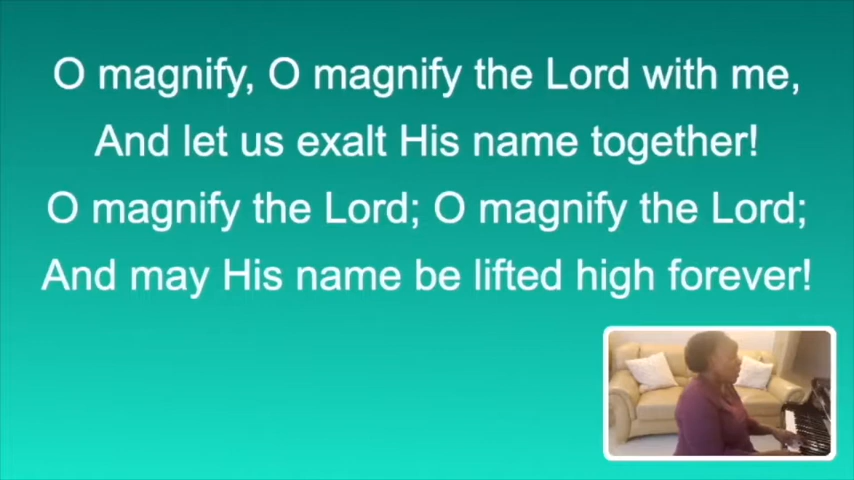 O magnify, O magnify the Lord with me,
And let us exalt His name together!
O magnify the Lord; O magnify the Lord;
And may His name be lifted high forever!